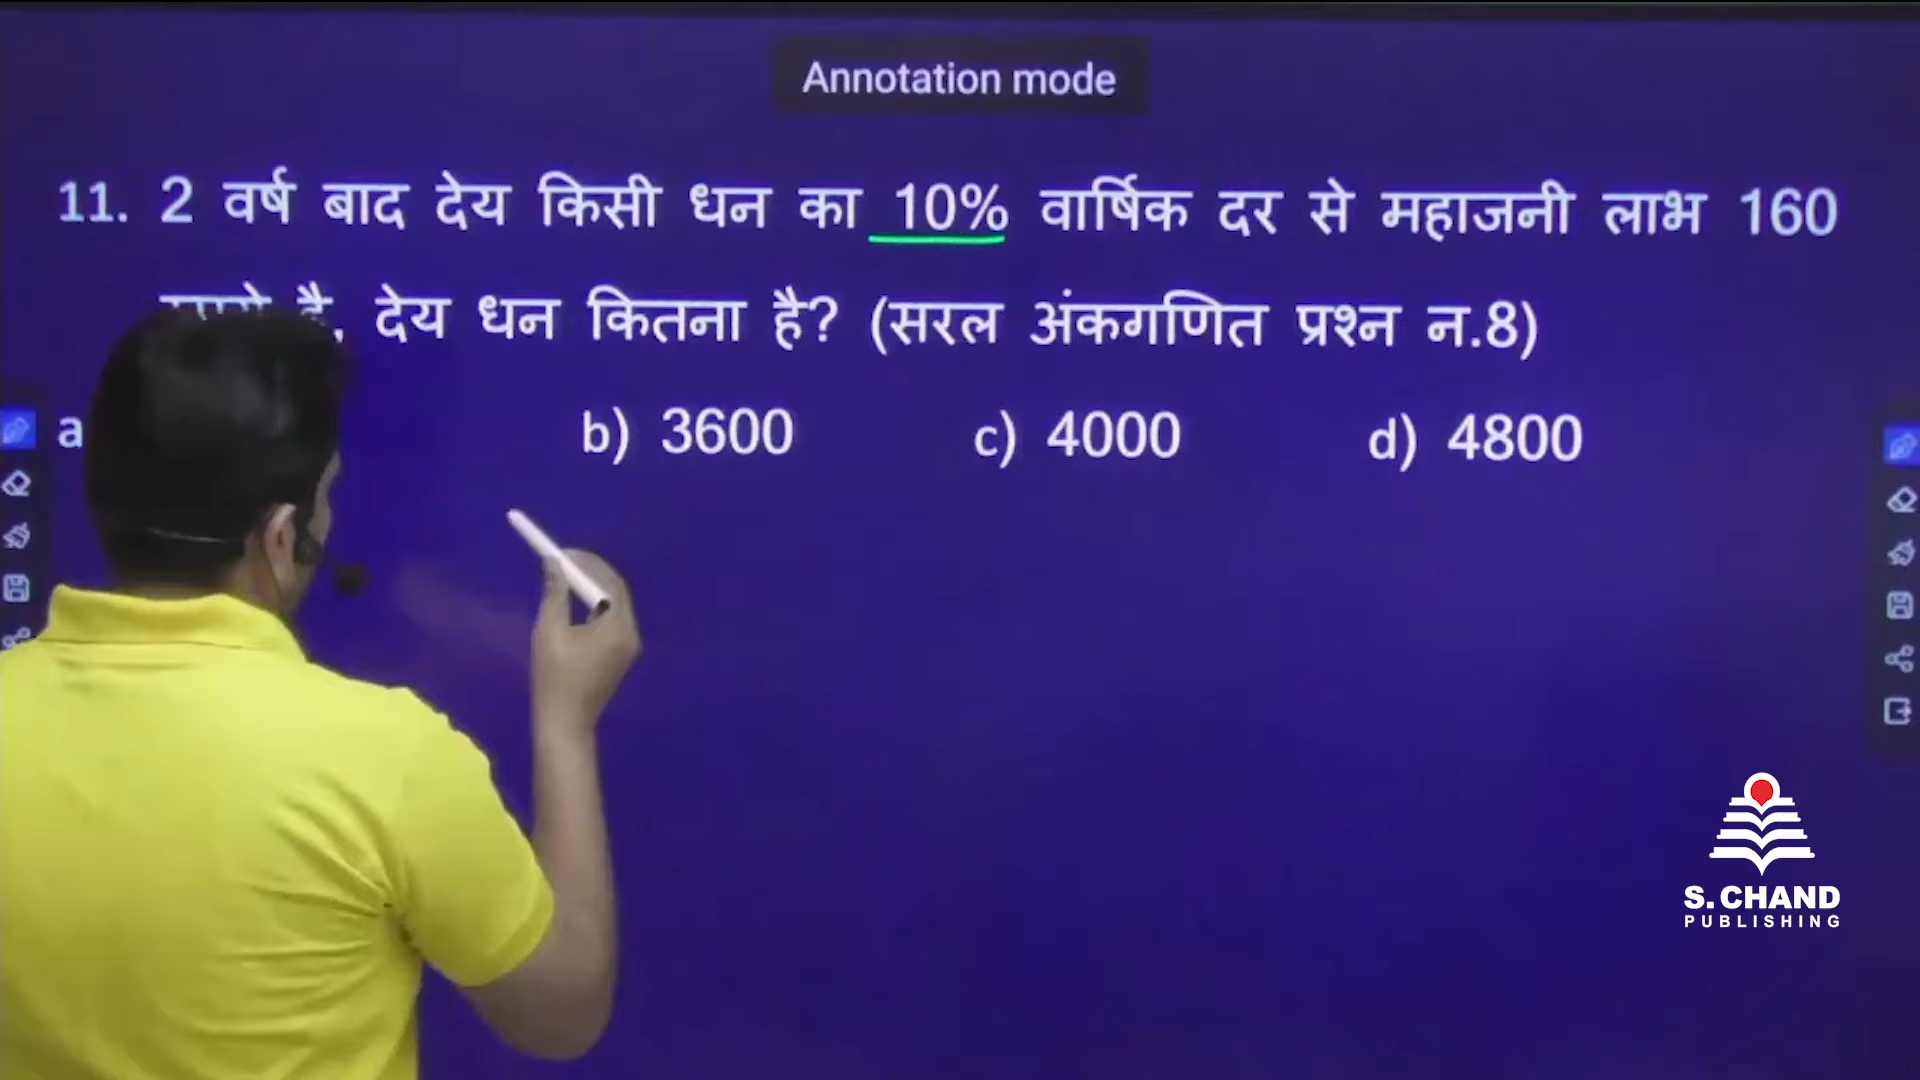 Annotation mode
11. 2 वर्ष बाद देय किसी धन का 10% वार्षिक दर से महाजनी लाभ 160
है, देय धन कितना है? (सरल अंकगणित प्रश्न न.8)
a b) 3600 c) 4000 d) 4800
S. CHAND
PUBLISHING